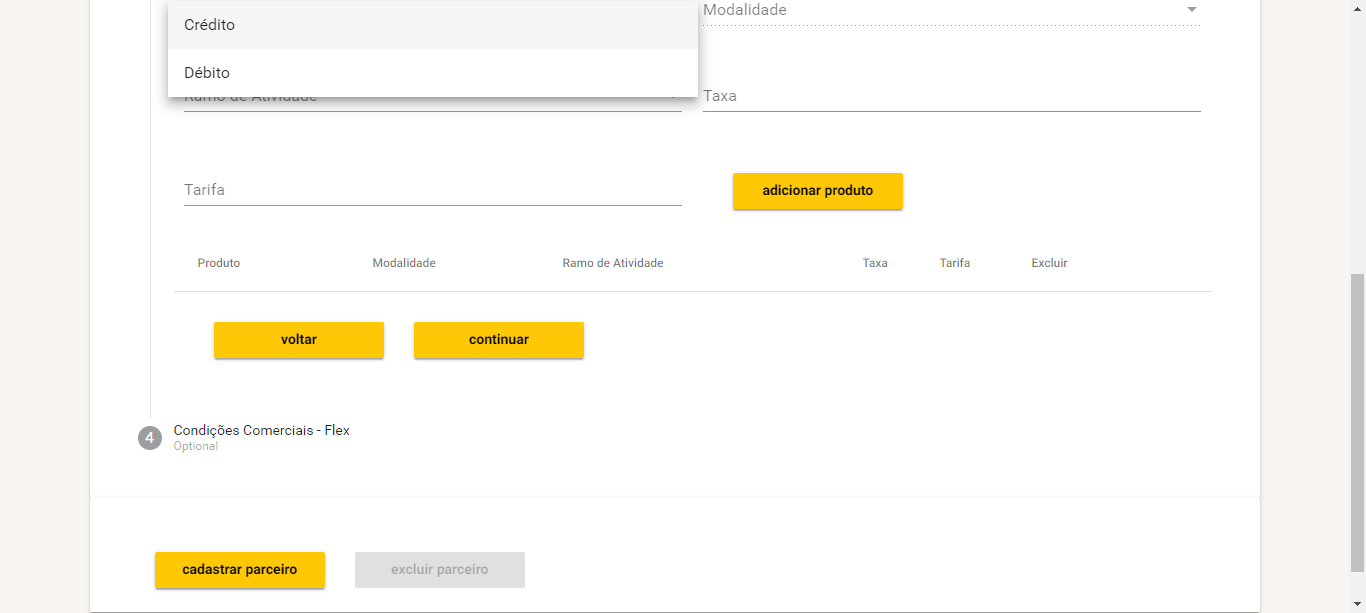 Crédito
Modalidade
Débito
Ramo de Atividade
Taxa
Tarifa
adicionar produto
Produto Modalidade Ramo de Atividade Taxa Tarifa Excluir
voltar continuar
4 Condições Comerciais - Flex
Optional
cadastrar parceiro excluir parceiro